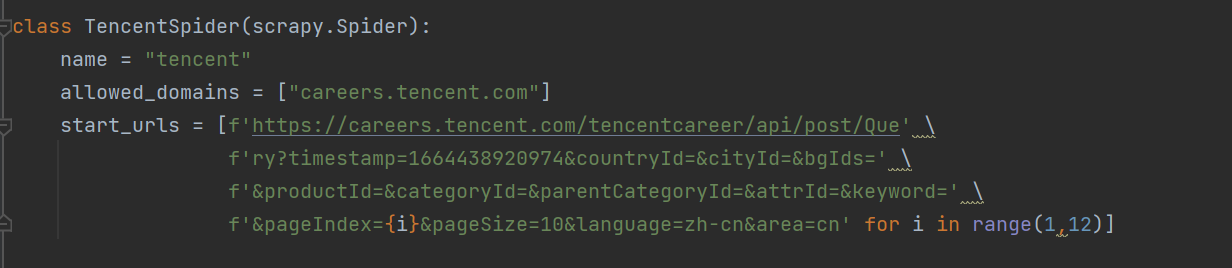 class TencentSpider(scrapy.Spider):
    name = "tencent"
    allowed_domains = ["careers.tencent.com"]
    start_urls = [f'https://careers.tencent.com/tencentcareer/api/post/Que' \
                  f'ry?timestamp=1664438920974&countryId=&cityId=&bgIds=' \
                  f'&productId=&categoryId=&parentCategoryId=&attrId=&keyword=' \
                  f'&pageIndex={i}&pageSize=10&language=zh-cn&area=cn' for i in range(1,12)]